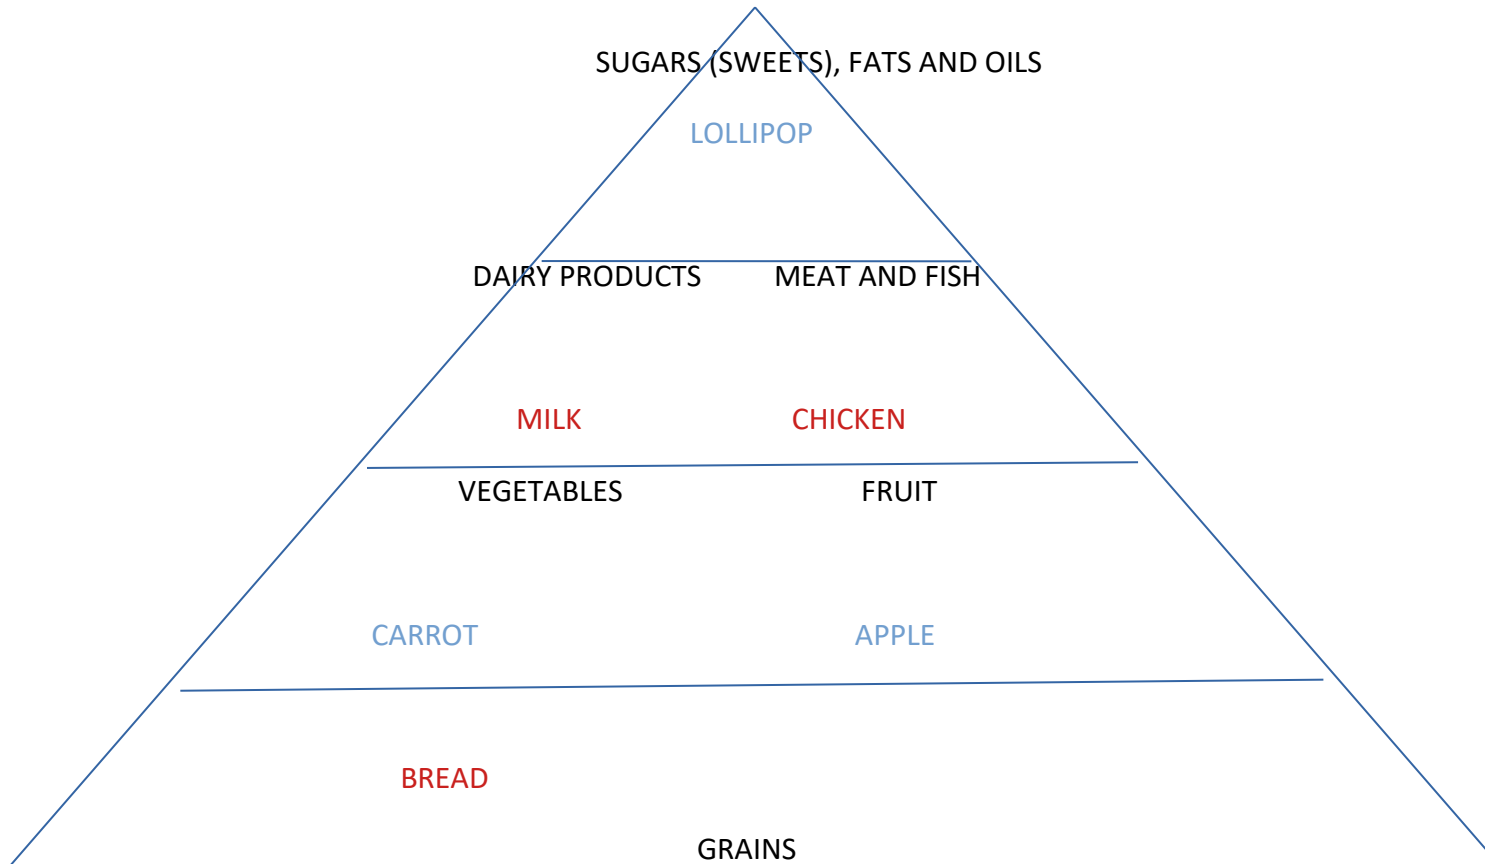 SUGARS (SWEETS), FATS AND OILS
LOLLIPOP
DAIRY PRODUCTS MEAT AND FISH
MILK CHICKEN
VEGETABLES FRUIT
CARROT APPLE
BREAD
GRAINS